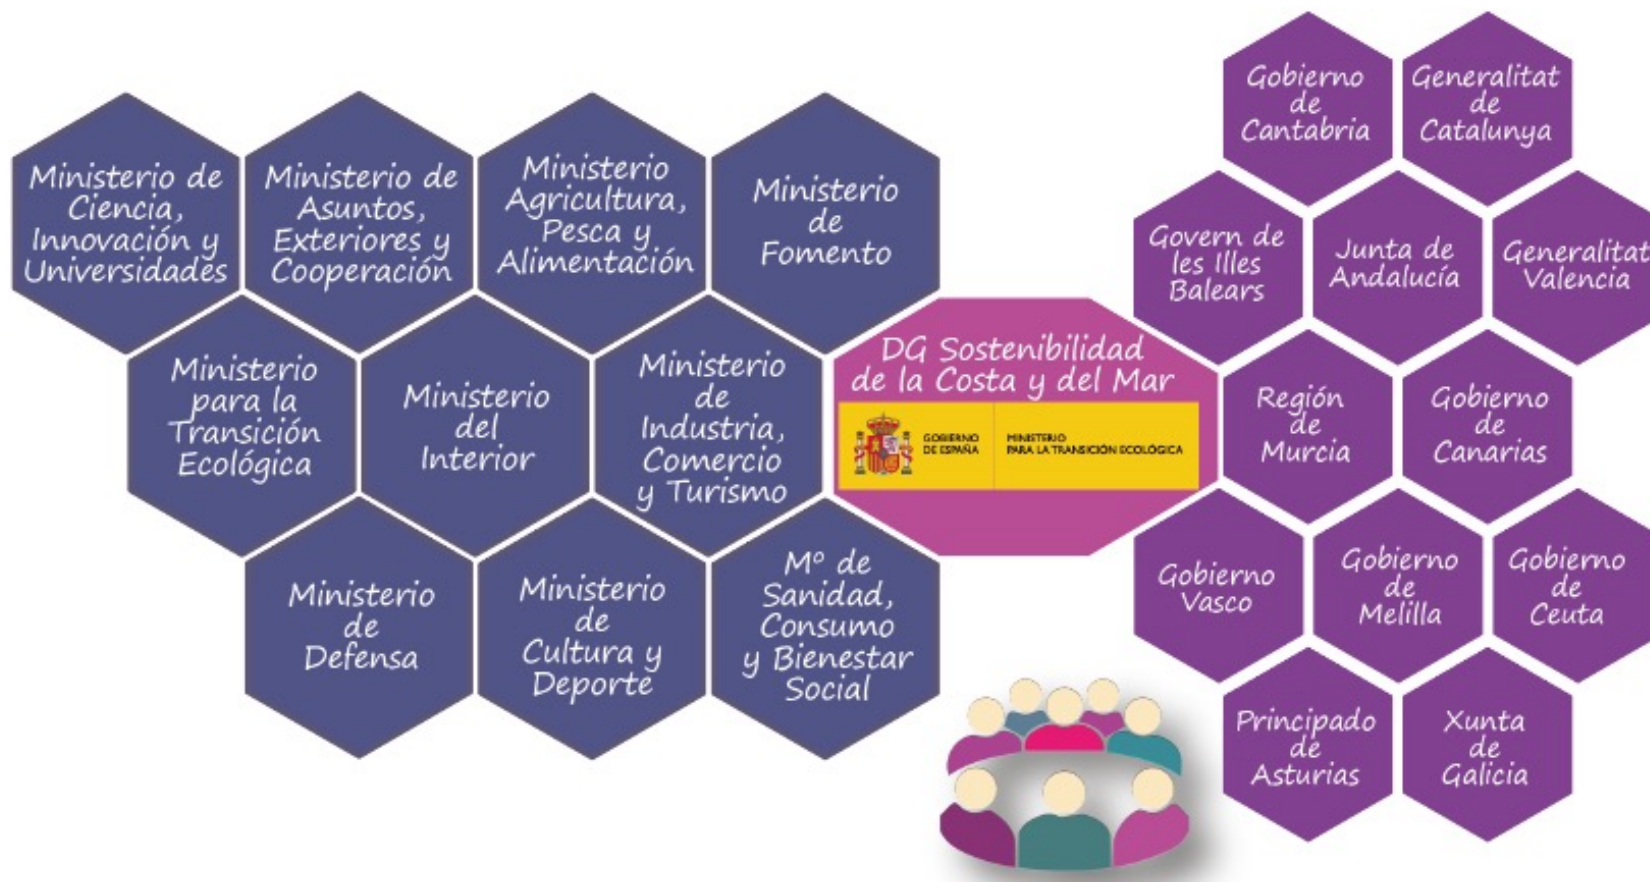 Ministerio de
Ciencia,
Innovación y
Universidades
Ministerio de
Asuntos,
Exteriores y
Cooperación
Ministerio
Agricultura,
Pesca y
Alimentación
Ministerio
de
Fomento
Ministerio
para la
Transición
Ecológica
Ministerio
del
Interior
Ministerio
de
Industria,
Comercio
y Turismo
Ministerio
de
Defensa
Ministerio
de
Cultura y
Deporte
Mº de
Sanidad,
Consumo
y Bienestar
Social
DG Sostenibilidad
de la Costa y del Mar
GOBIERNO
DE ESPAÑA
MINISTERIO
PARA LA TRANSICIÓN ECOLÓGICA
Gobierno
de
Cantabria
Generalitat
de
Catalunya
Govern de
les Illes
Balears
Junta de
Andalucía
Generalitat
Valencia
Región
de
Murcia
Gobierno
de
Canarias
Gobierno
Vasco
Gobierno
de
Melilla
Gobierno
de
Ceuta
Principado
de
Asturias
Xunta
de
Galicia